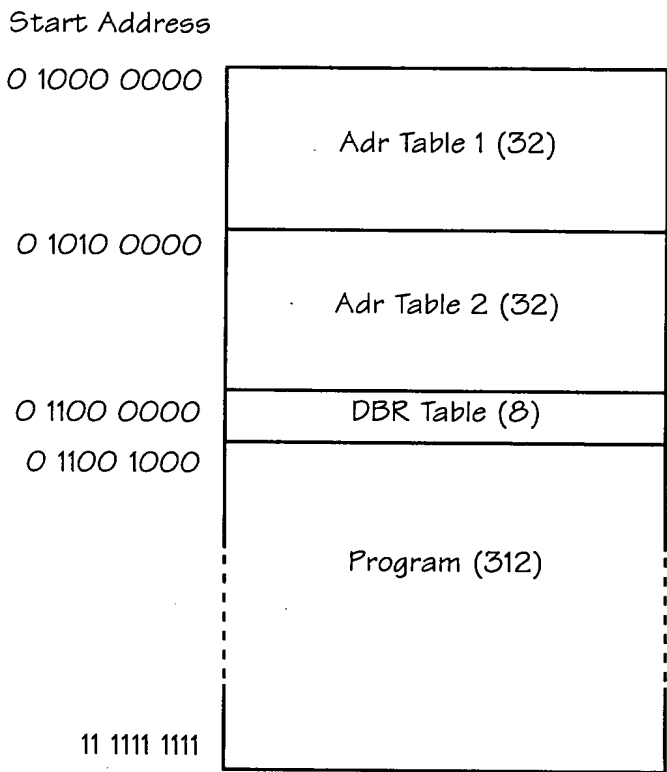 Start Address
0 1000 0000
Adr Table 1 (32)
0 1010 0000
Adr Table 2 (32)
0 1100 0000
DBR Table (8)
0 1100 1000
Program (312)
11 1111 1111